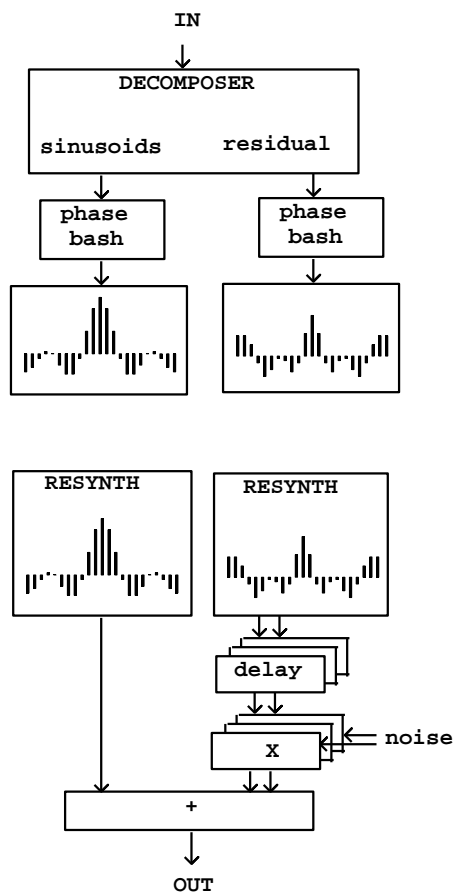 IN
DECOMPOSER
sinusoids residual
phase
bash
phase
bash
RESYNTH
RESYNTH
delay
X
noise
+
OUT